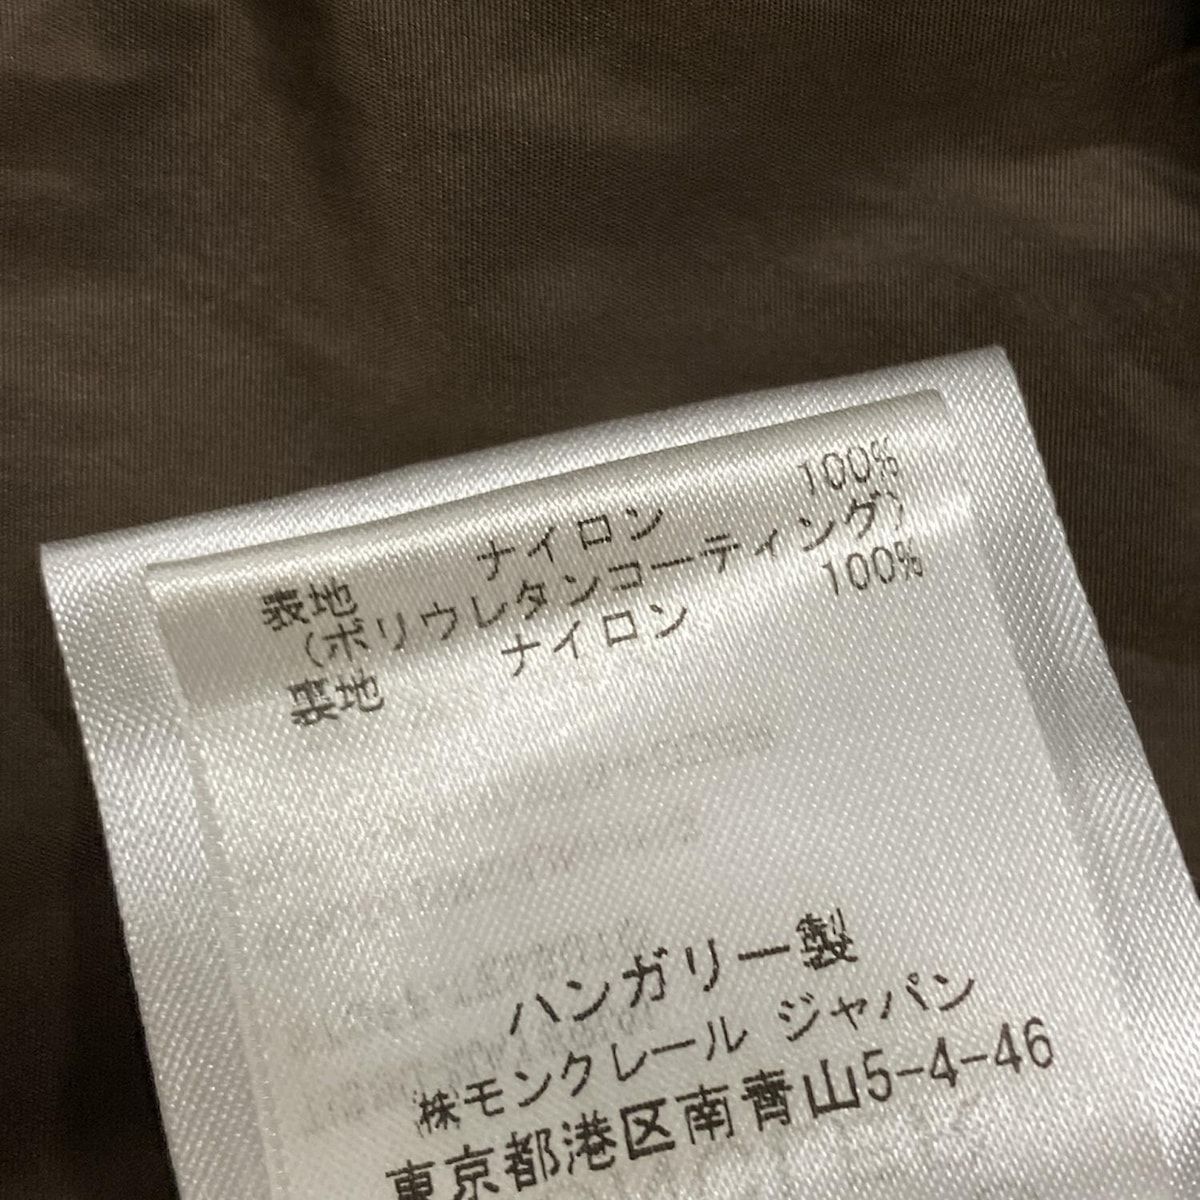 表地 ナイロン 100%
(ポリウレタンコーティング)
裏地 ナイロン 100%
ハンガリー製
株モンクレール ジャパン
東京都港区南青山5-4-46